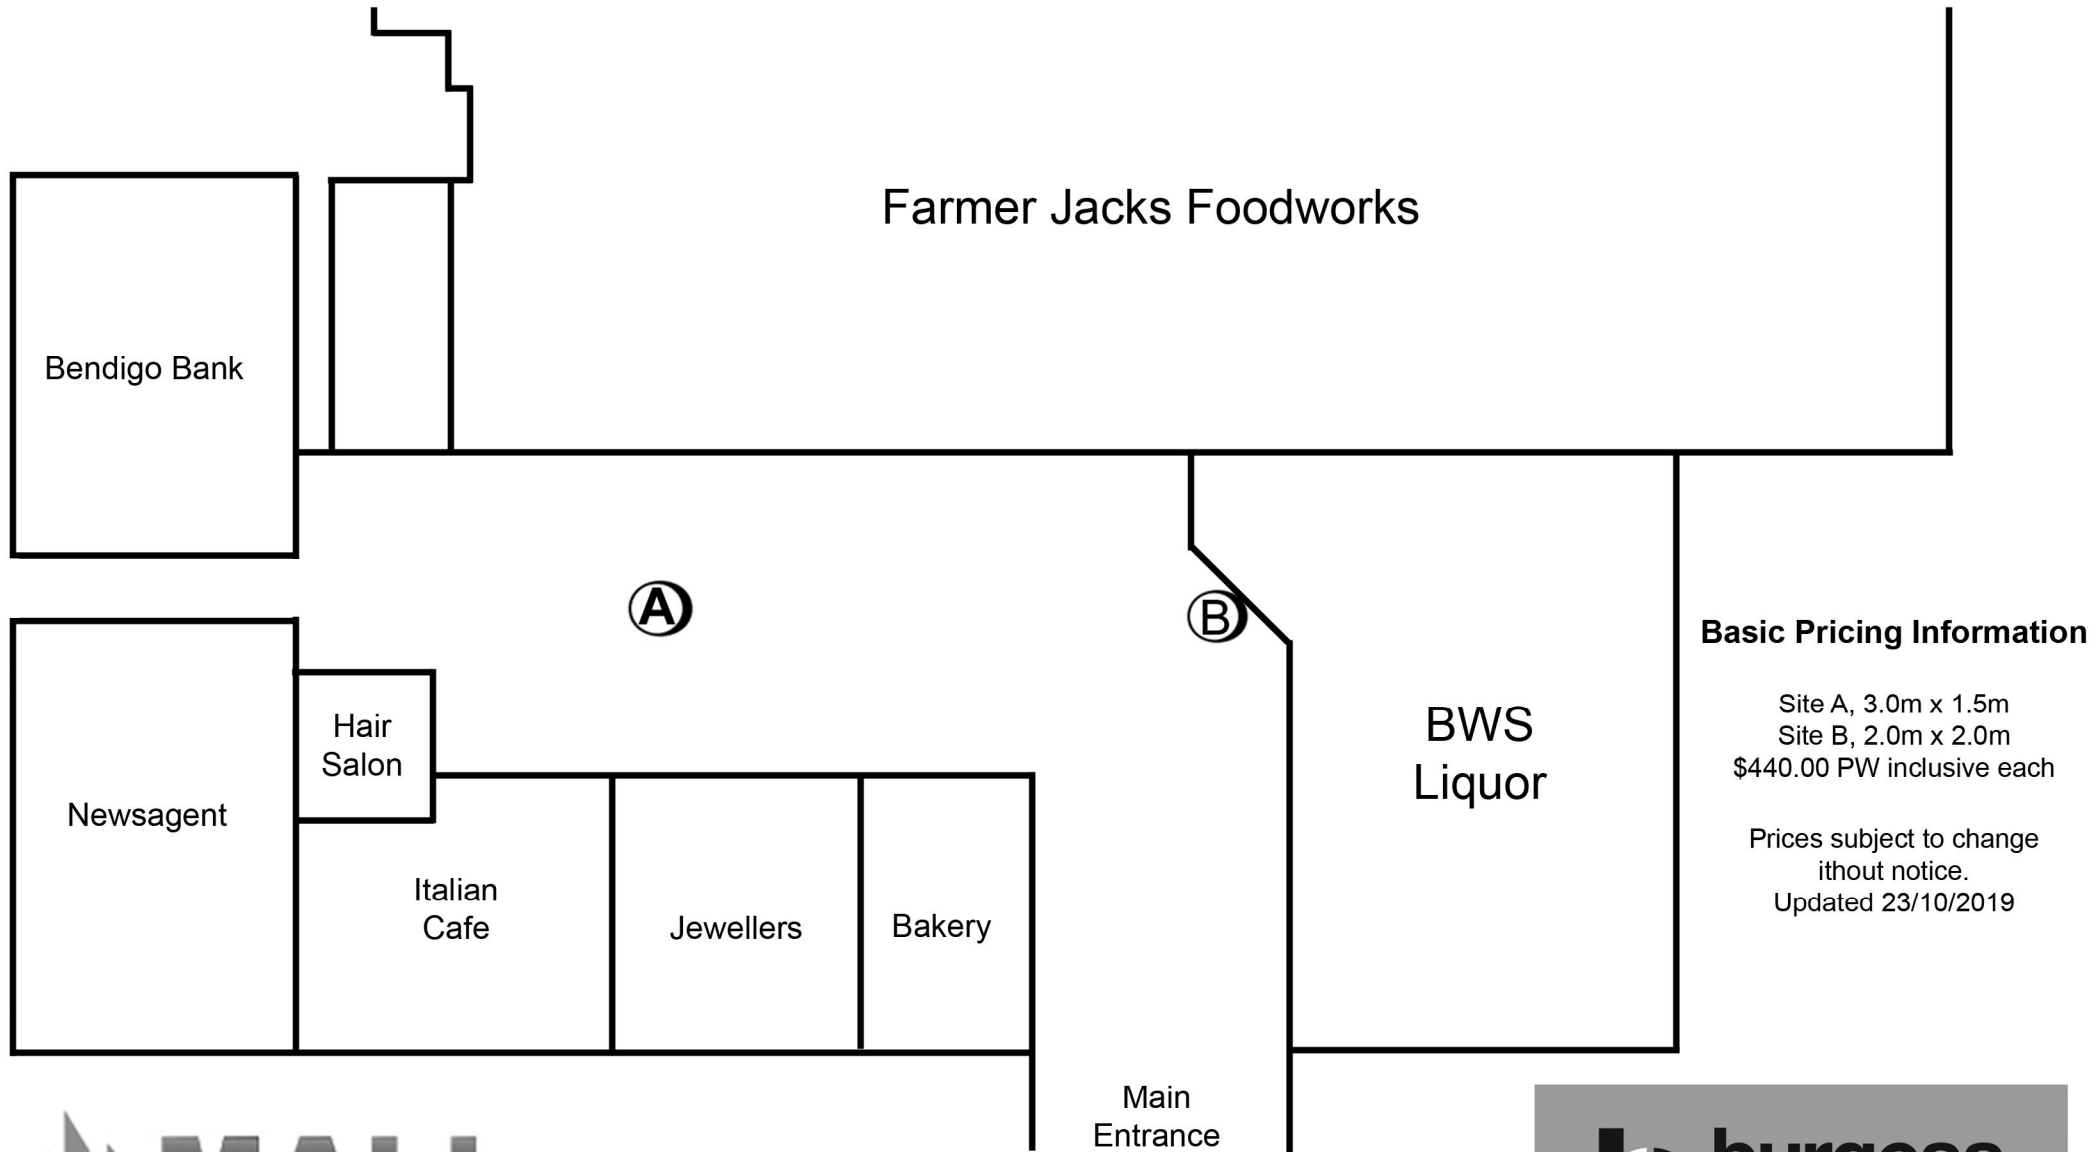 Farmer Jacks Foodworks
Bendigo Bank
A
B
Basic Pricing Information
Site A, 3.0m x 1.5m
Site B, 2.0m x 2.0m
$440.00 PW inclusive each
Prices subject to change
ithout notice.
Updated 23/10/2019
Hair
Salon
BWS
Liquor
Newsagent
Italian
Cafe
Jewellers
Bakery
Main
Entrance
burgess